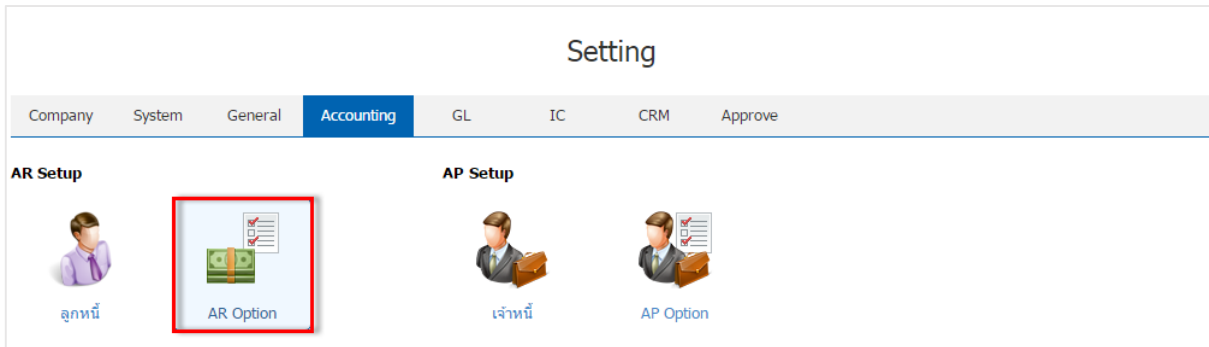 Setting
Company System General Accounting GL IC CRM Approve
AR Setup AP Setup
ลูกหนี้ AR Option เจ้าหนี้ AP Option